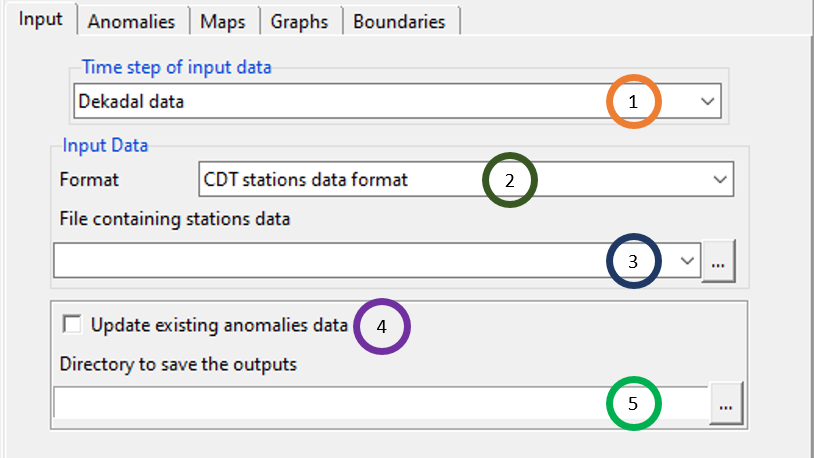 Input Anomalies Maps Graphs Boundaries
Time step of input data
Dekadal data 1
Input Data
Format CDT stations data format 2
File containing stations data
3 ...
Update existing anomalies data 4
Directory to save the outputs
5 ...